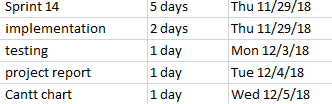 Sprint 14 5 days Thu 11/29/18
implementation 2 days Thu 11/29/18
testing 1 day Mon 12/3/18
project report 1 day Tue 12/4/18
Cantt chart 1 day Wed 12/5/18